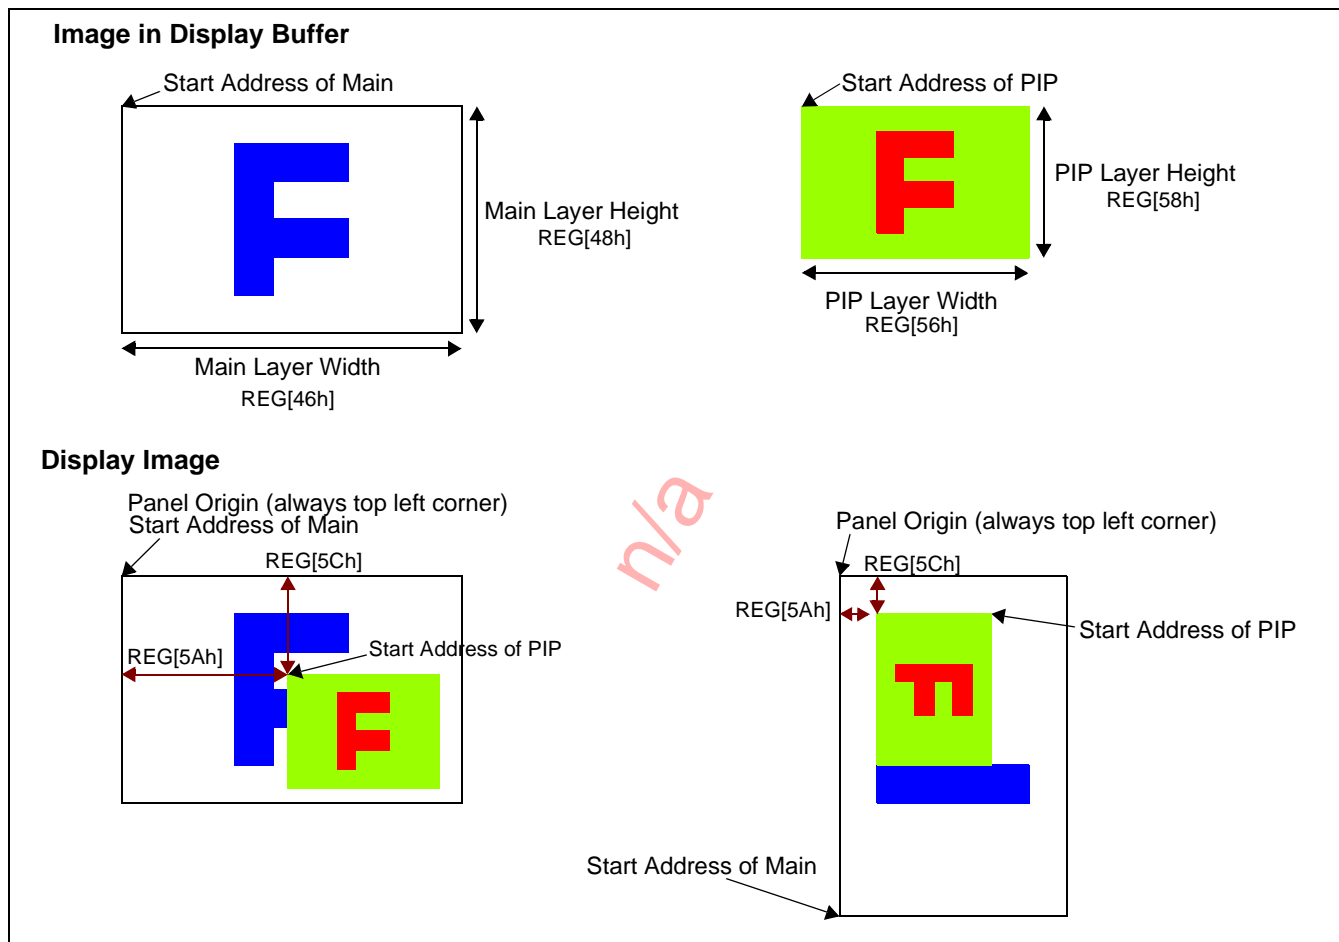 Image in Display Buffer
Start Address of Main
Start Address of PIP
Main Layer Height
REG[48h]
PIP Layer Height
REG[58h]
Main Layer Width
REG[46h]
PIP Layer Width
REG[56h]
Display Image
Panel Origin (always top left corner)
Start Address of Main
REG[5Ch]
REG[5Ah]
Start Address of PIP
n/a
Panel Origin (always top left corner)
REG[5Ch]
REG[5Ah]
Start Address of PIP
Start Address of Main
F
F
F
F
F